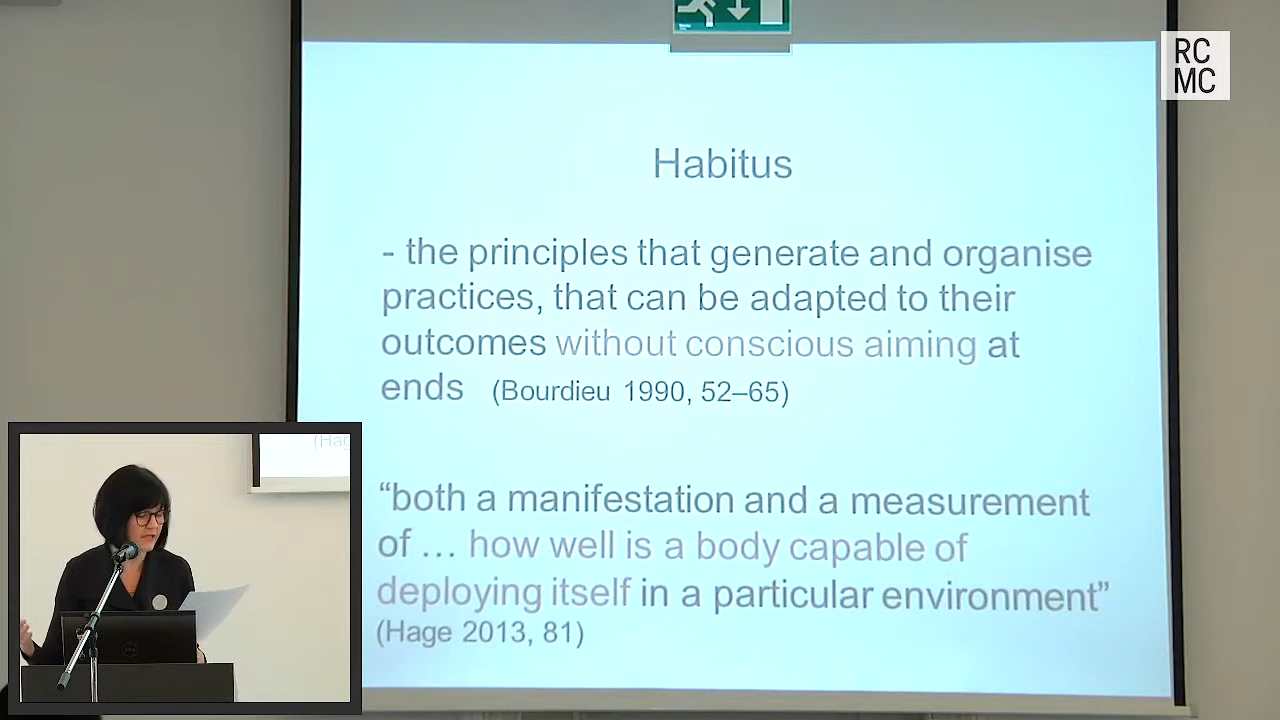 RC
MC
Habitus
- the principles that generate and organise
practices, that can be adapted to their
outcomes without conscious aiming at
ends (Bourdieu 1990, 52–65)
“both a manifestation and a measurement
of … how well is a body capable of
deploying itself in a particular environment”
(Hage 2013, 81)
(Hag
DELL